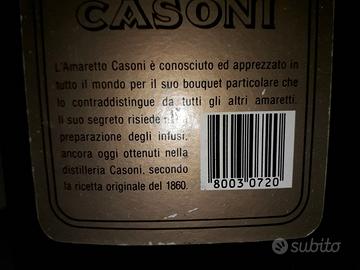 CASONI
L'Amaretto Casoni è conosciuto ed apprezzato in
tutto il mondo per il suo bouquet particolare che
lo contraddistingue da tutti gli altri amaretti.
Il suo segreto risiede nella
preparazione degli infusi,
ancora oggi ottenuti nella
distilleria Casoni, secondo
la ricetta originale del 1860.
8003 0720
subito